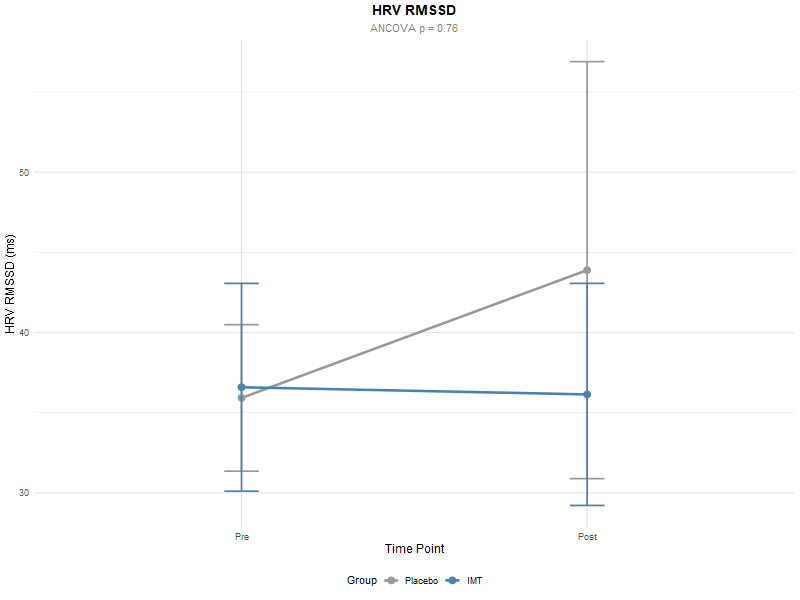 HRV RMSSD
ANCOVA p = 0.76
HRV RMSSD (ms)
50
40
30
Pre
Post
Time Point
Group Placebo IMT